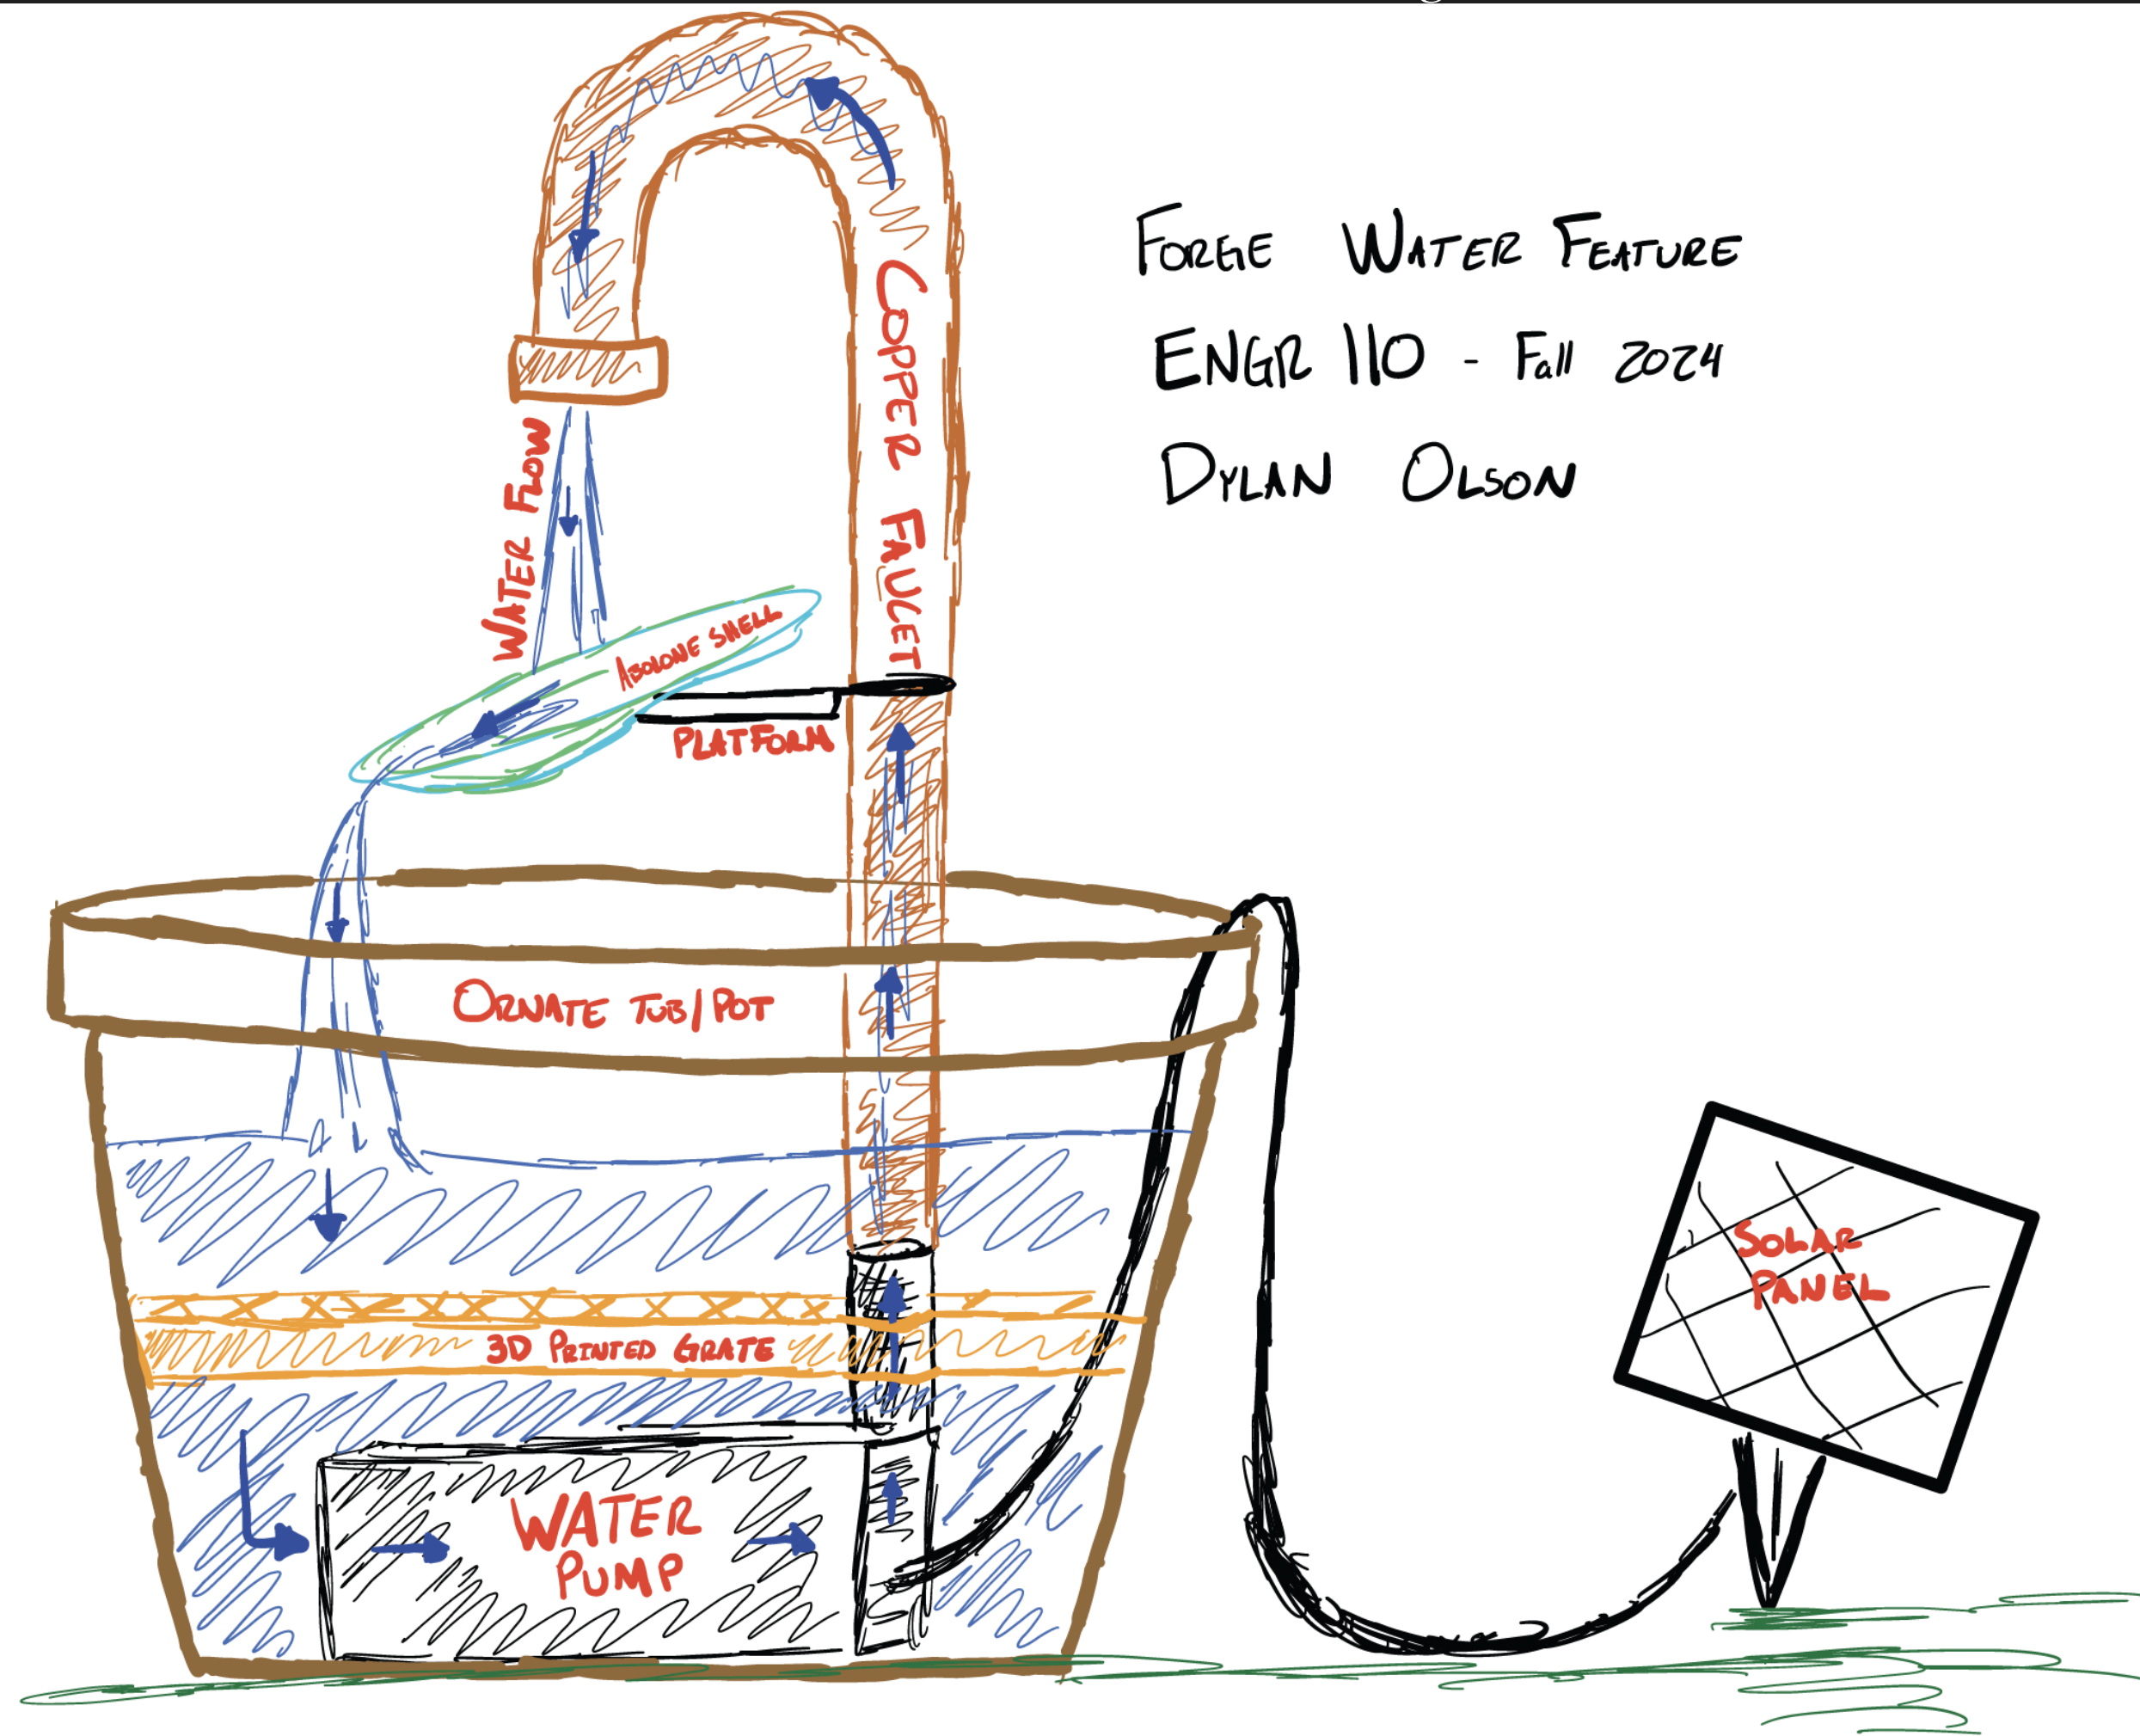 FORGE WATER FEATURE
ENGR 110 - Fall 2024
DYLAN OLSON
COPPER FAUCET
WATER FLOW
ABOLONE SHELL
PLATFORM
ORNATE TUB/POT
SOLAR
PANEL
3D PRINTED GRATE
WATER
PUMP